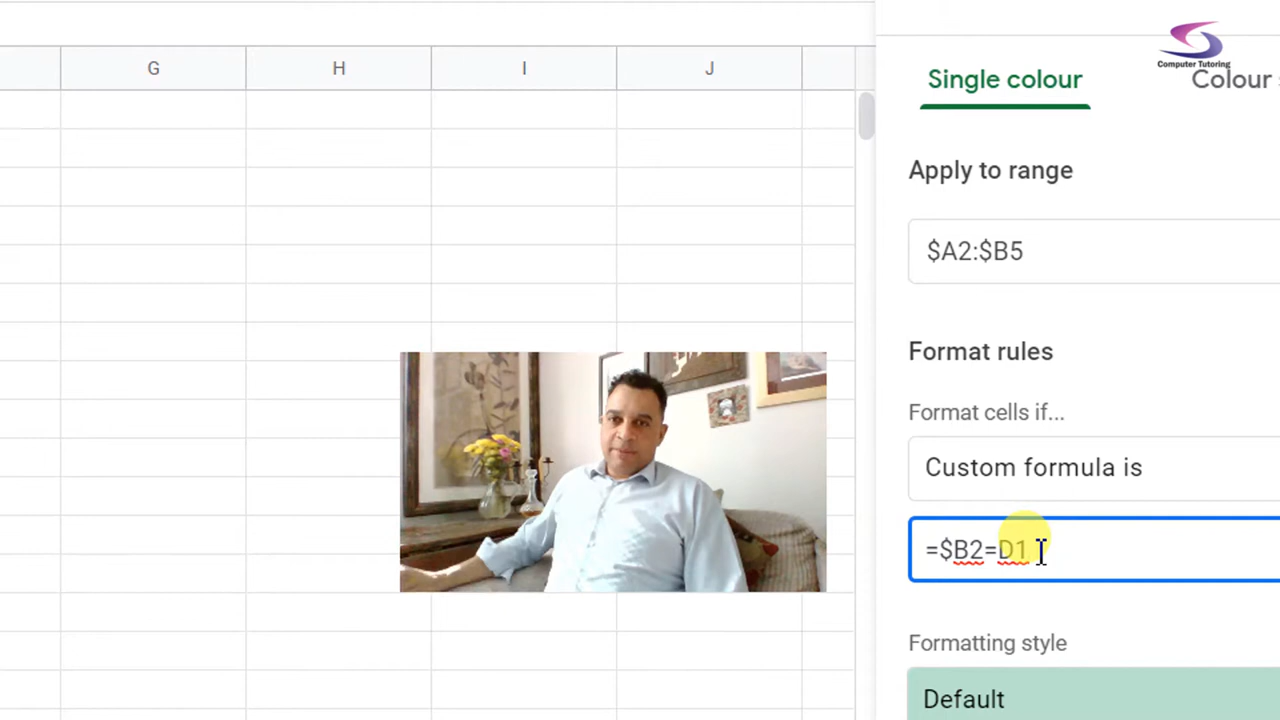 Computer Tutoring
G H I J
Single colour Colour
Apply to range
$A2:$B5
Format rules
Format cells if...
Custom formula is
=$B2=D1
Formatting style
Default